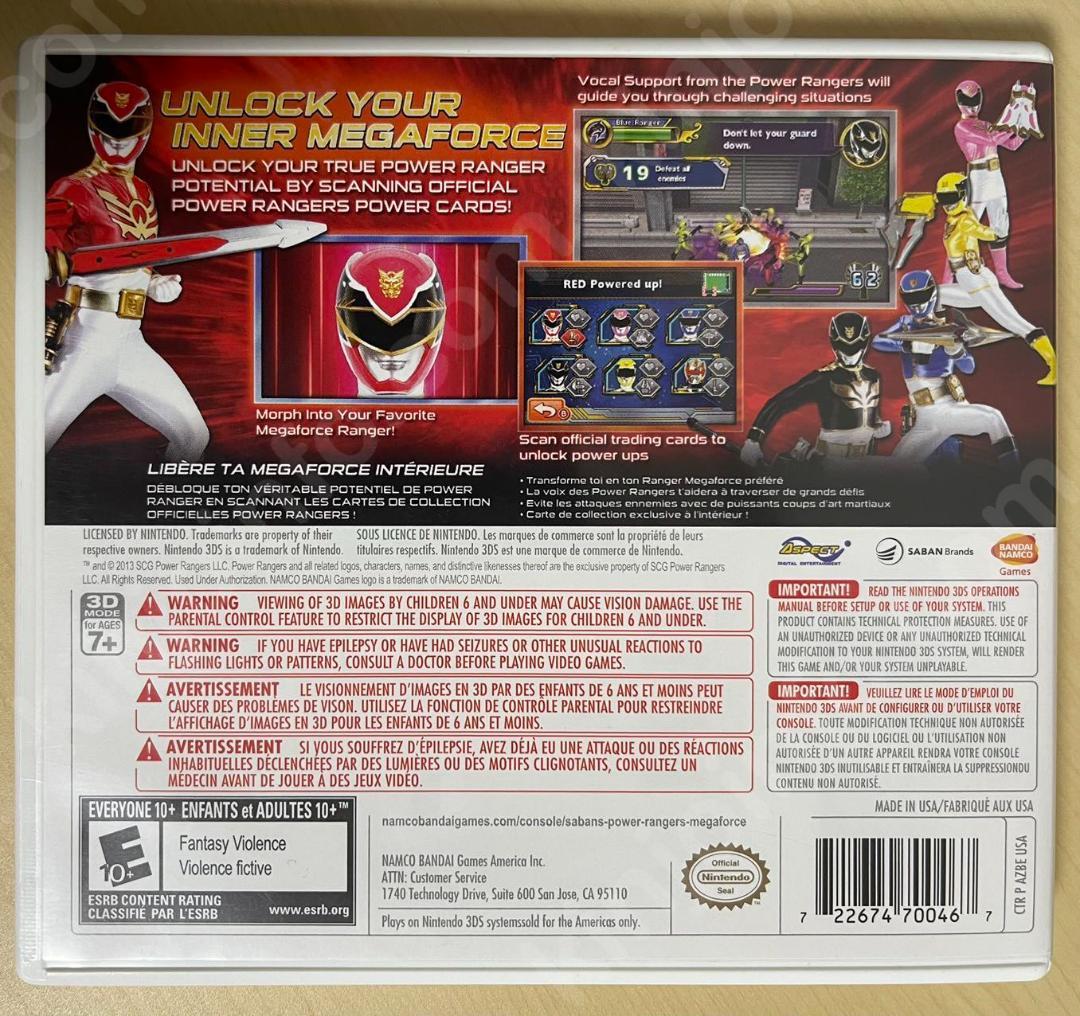 UNLOCK YOUR
INNER MEGAFORCE
UNLOCK YOUR TRUE POWER RANGER
POTENTIAL BY SCANNING OFFICIAL
POWER RANGERS POWER CARDS!
Vocal Support from the Power Rangers will
guide you through challenging situations
Blue Ranger
Don't let your guard
down.
19 Defeat all
enemies
62
RED Powered up!
B
Morph Into Your Favorite
Megaforce Ranger!
Scan official trading cards to
unlock power ups
LIBÈRE TA MEGAFORCE INTÉRIEURE
DÉBLOQUE TON VÉRITABLE POTENTIEL DE POWER
RANGER EN SCANNANT LES CARTES DE COLLECTION
OFFICIELLES POWER RANGERS !
• Transforme toi en ton Ranger Megaforce préféré
• La voix des Power Rangers t'aidera à traverser de grands défis
• Evite les attaques ennemies avec de puissants coups d'art martiaux
• Carte de collection exclusive à l'intérieur !
LICENSED BY NINTENDO. Trademarks are property of their
respective owners. Nintendo 3DS is a trademark of Nintendo.
SOUS LICENCE DE NINTENDO. Les marques de commerce sont la propriété de leurs
titulaires respectifs. Nintendo 3DS est une marque de commerce de Nintendo.
™ and © 2013 SCG Power Rangers LLC. Power Rangers and all related logos, characters, names, and distinctive likenesses thereof are the exclusive property of SCG Power Rangers
LLC. All Rights Reserved. Used Under Authorization. NAMCO BANDAI Games logo is a trademark of NAMCO BANDAI.
ASPECT
DIGITAL ENTERTAINMENT
SABAN Brands
BANDAI
NAMCO
Games
3D
MODE
for AGES
7+
WARNING VIEWING OF 3D IMAGES BY CHILDREN 6 AND UNDER MAY CAUSE VISION DAMAGE. USE THE
PARENTAL CONTROL FEATURE TO RESTRICT THE DISPLAY OF 3D IMAGES FOR CHILDREN 6 AND UNDER.
WARNING IF YOU HAVE EPILEPSY OR HAVE HAD SEIZURES OR OTHER UNUSUAL REACTIONS TO
FLASHING LIGHTS OR PATTERNS, CONSULT A DOCTOR BEFORE PLAYING VIDEO GAMES.
AVERTISSEMENT LE VISIONNEMENT D'IMAGES EN 3D PAR DES ENFANTS DE 6 ANS ET MOINS PEUT
CAUSER DES PROBLÈMES DE VISON. UTILISEZ LA FONCTION DE CONTRÔLE PARENTAL POUR RESTREINDRE
L'AFFICHAGE D'IMAGES EN 3D POUR LES ENFANTS DE 6 ANS ET MOINS.
AVERTISSEMENT SI VOUS SOUFFREZ D'ÉPILEPSIE, AVEZ DÉJÀ EU UNE ATTAQUE OU DES RÉACTIONS
INHABITUELLES DÉCLENCHÉES PAR DES LUMIÈRES OU DES MOTIFS CLIGNOTANTS, CONSULTEZ UN
MÉDECIN AVANT DE JOUER À DES JEUX VIDÉO.
IMPORTANT! READ THE NINTENDO 3DS OPERATIONS
MANUAL BEFORE SETUP OR USE OF YOUR SYSTEM. THIS
PRODUCT CONTAINS TECHNICAL PROTECTION MEASURES. USE OF
AN UNAUTHORIZED DEVICE OR ANY UNAUTHORIZED TECHNICAL
MODIFICATION TO YOUR NINTENDO 3DS SYSTEM, WILL RENDER
THIS GAME AND/OR YOUR SYSTEM UNPLAYABLE.
IMPORTANT! VEUILLEZ LIRE LE MODE D'EMPLOI DU
NINTENDO 3DS AVANT DE CONFIGURER OU D'UTILISER VOTRE
CONSOLE. TOUTE MODIFICATION TECHNIQUE NON AUTORISÉE
DE LA CONSOLE OU DU LOGICIEL OU L'UTILISATION NON
AUTORISÉE D'UN AUTRE APPAREIL RENDRA VOTRE CONSOLE
NINTENDO 3DS INUTILISABLE ET ENTRAÎNERA LA SUPPRESSIONDU
CONTENU NON AUTORISÉ.
MADE IN USA/FABRIQUÉ AUX USA
EVERYONE 10+ ENFANTS et ADULTES 10+™
E
10+
Fantasy Violence
Violence fictive
ESRB CONTENT RATING
CLASSIFIÉ PAR L'ESRB
www.esrb.org
namcobandaigames.com/console/sabans-power-rangers-megaforce
NAMCO BANDAI Games America Inc.
ATTN: Customer Service
1740 Technology Drive, Suite 600 San Jose, CA 95110
Plays on Nintendo 3DS systemssold for the Americas only.
Official
Nintendo
Seal
7 22674 70046 7
CTR P AZBE USA